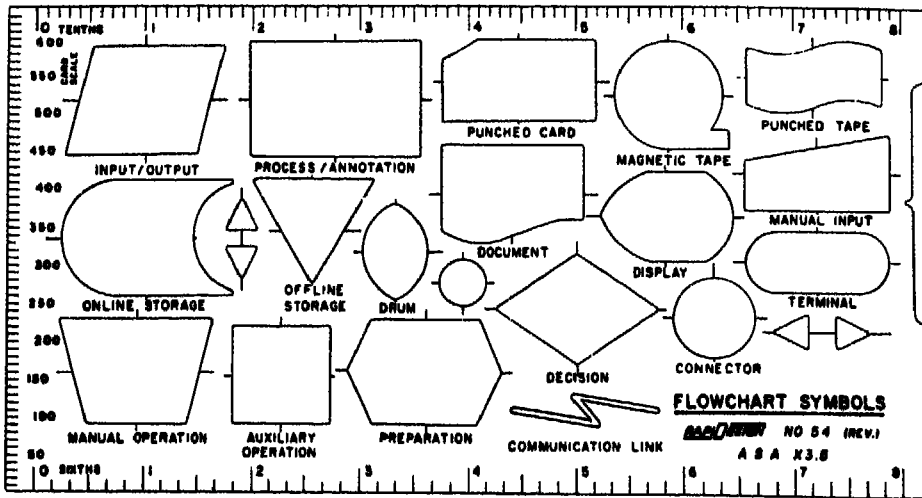 0 TENTHS 1 2 3 4 5 6 7 8
600
550
500
450
400
350
300
250
200
150
100
50
CARD SCALE
INPUT/OUTPUT
PROCESS/ANNOTATION
PUNCHED CARD
MAGNETIC TAPE
PUNCHED TAPE
ONLINE STORAGE
OFFLINE
STORAGE
DRUM
DOCUMENT
DISPLAY
MANUAL INPUT
TERMINAL
MANUAL OPERATION
AUXILIARY
OPERATION
PREPARATION
DECISION
CONNECTOR
COMMUNICATION LINK
FLOWCHART SYMBOLS
NO 54 (REV.)
A S A X3.5
0 SIXTHS 1 2 3 4 5 6 7 8